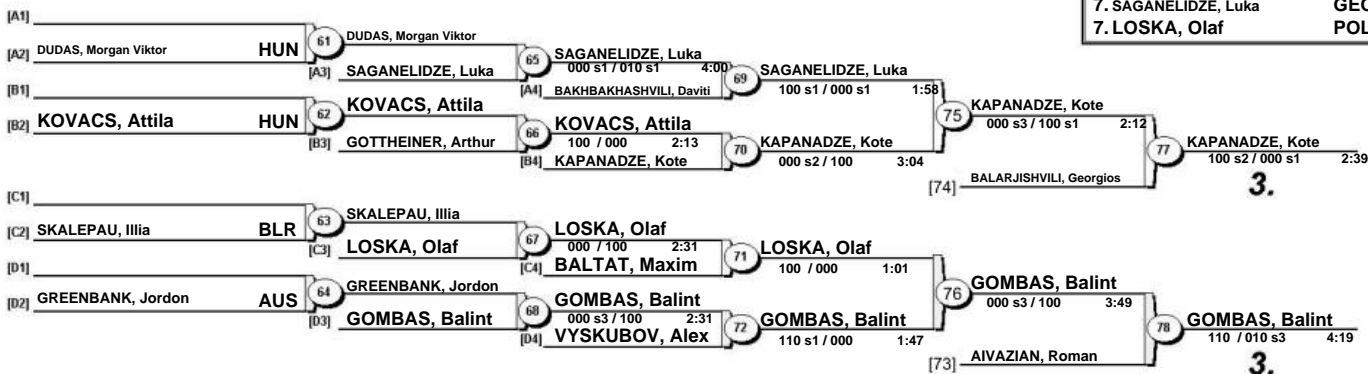 7. SAGANELIDZE, Luka
7. LOSKA, Olaf POL
[A1]
[A2] DUDAS, Morgan Viktor HUN
61 DUDAS, Morgan Viktor
[A3] SAGANELIDZE, Luka
65 SAGANELIDZE, Luka
000 s1 / 010 s1 4:00
[A4] BAKHBAKHASHVILI, Daviti
69 SAGANELIDZE, Luka
100 s1 / 000 s1 1:58
[B1]
[B2] KOVACS, Attila HUN
62 KOVACS, Attila
[B3] GOTTHEINER, Arthur
66 KOVACS, Attila
100 / 000 2:13
[B4] KAPANADZE, Kote
70 KAPANADZE, Kote
000 s2 / 100 3:04
75 KAPANADZE, Kote
000 s3 / 100 s1 2:12
[74] BALARJISHVILI, Georgios
77 KAPANADZE, Kote
100 s2 / 000 s1 2:39
3.
[C1]
[C2] SKALEPAU, Illia BLR
63 SKALEPAU, Illia
[C3] LOSKA, Olaf
67 LOSKA, Olaf
000 / 100 2:31
[C4] BALTAT, Maxim
71 LOSKA, Olaf
100 / 000 1:01
[D1]
[D2] GREENBANK, Jordon AUS
64 GREENBANK, Jordon
[D3] GOMBAS, Balint
68 GOMBAS, Balint
000 s3 / 100 2:31
[D4] VYSKUBOV, Alex
72 GOMBAS, Balint
110 s1 / 000 1:47
76 GOMBAS, Balint
000 s3 / 100 3:49
[73] AIVAZIAN, Roman
78 GOMBAS, Balint
110 / 010 s3 4:19
3.